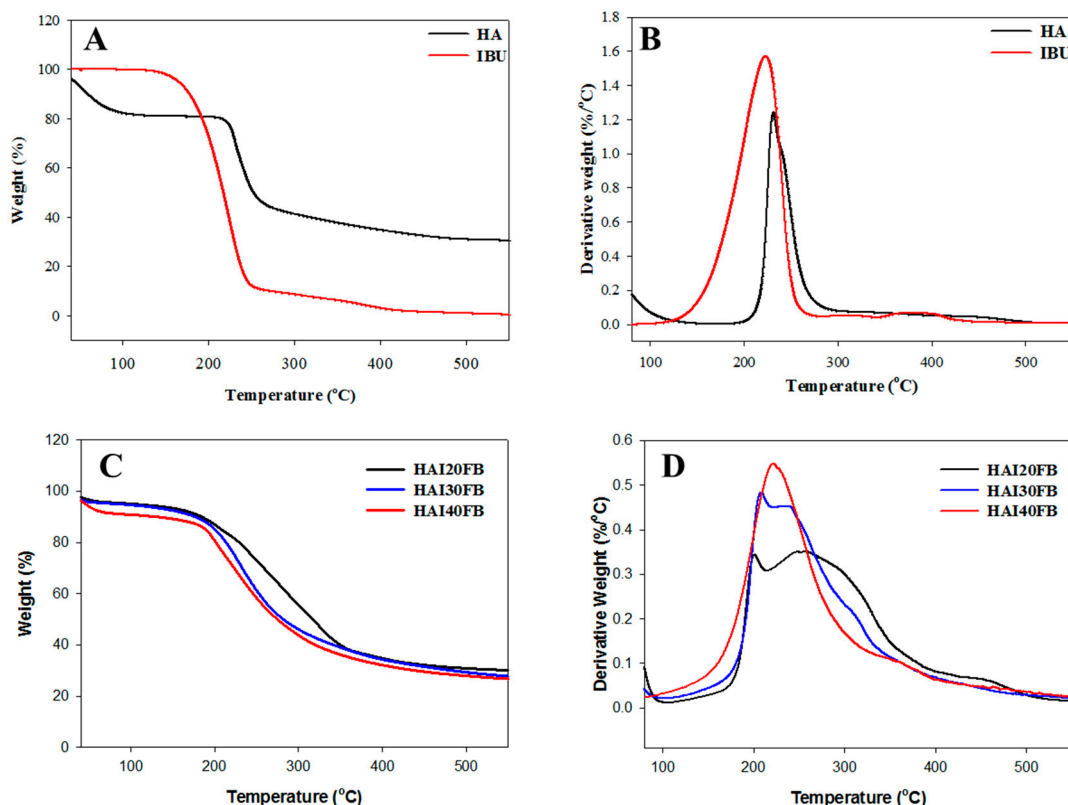 A
HA
IBU
120
100
80
60
40
20
0
Weight (%)
100 200 300 400 500
Temperature (°C)
B
HA
IBU
1.8
1.6
1.4
1.2
1.0
0.8
0.6
0.4
0.2
0.0
Derivative weight (%/°C)
100 200 300 400 500
Temperature (°C)
C
HAI20FB
HAI30FB
HAI40FB
120
100
80
60
40
20
0
Weight (%)
100 200 300 400 500
Temperature (°C)
D
HAI20FB
HAI30FB
HAI40FB
0.6
0.5
0.4
0.3
0.2
0.1
0.0
Derivative Weight (%/°C)
100 200 300 400 500
Temperature (°C)